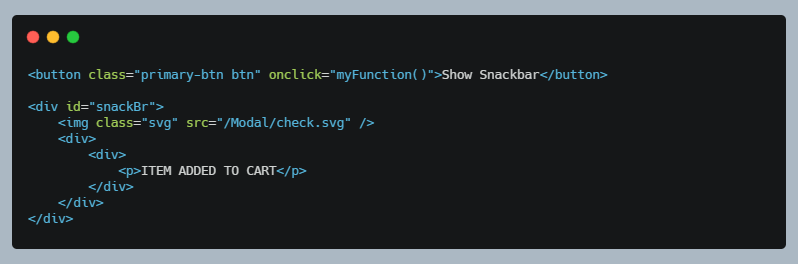 <button class="primary-btn btn" onclick="myFunction()">Show Snackbar</button>
<div id="snackBr">
<img class="svg" src="/Modal/check.svg" />
<div>
<div>
<p>ITEM ADDED TO CART</p>
</div>
</div>
</div>